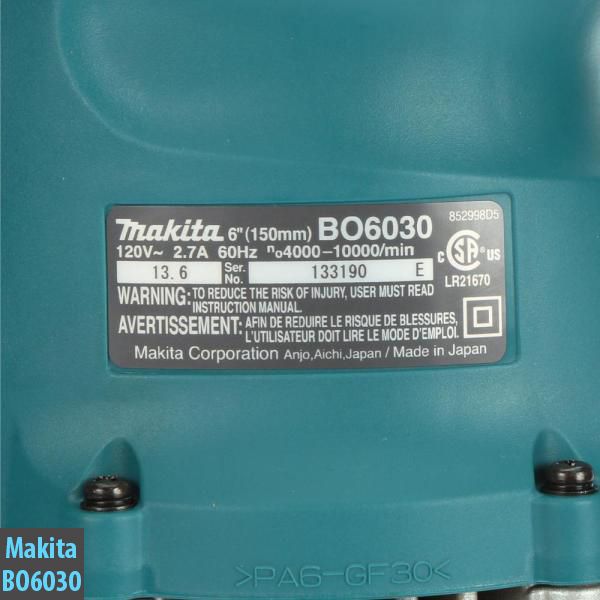 852998D5
makita 6"(150mm) BO6030
120V~ 2.7A 60Hz no4000-10000/min
13.6 Ser. No. 133190 E
C SA US
LR21670
WARNING: TO REDUCE THE RISK OF INJURY, USER MUST READ
INSTRUCTION MANUAL.
AVERTISSEMENT: AFIN DE REDUIRE LE RISQUE DE BLESSURES,
L'UTILISATEUR DOIT LIRE LE MODE D'EMPLOI.
Makita Corporation Anjo,Aichi,Japan / Made in Japan
>PA6-GF30<
Makita
BO6030